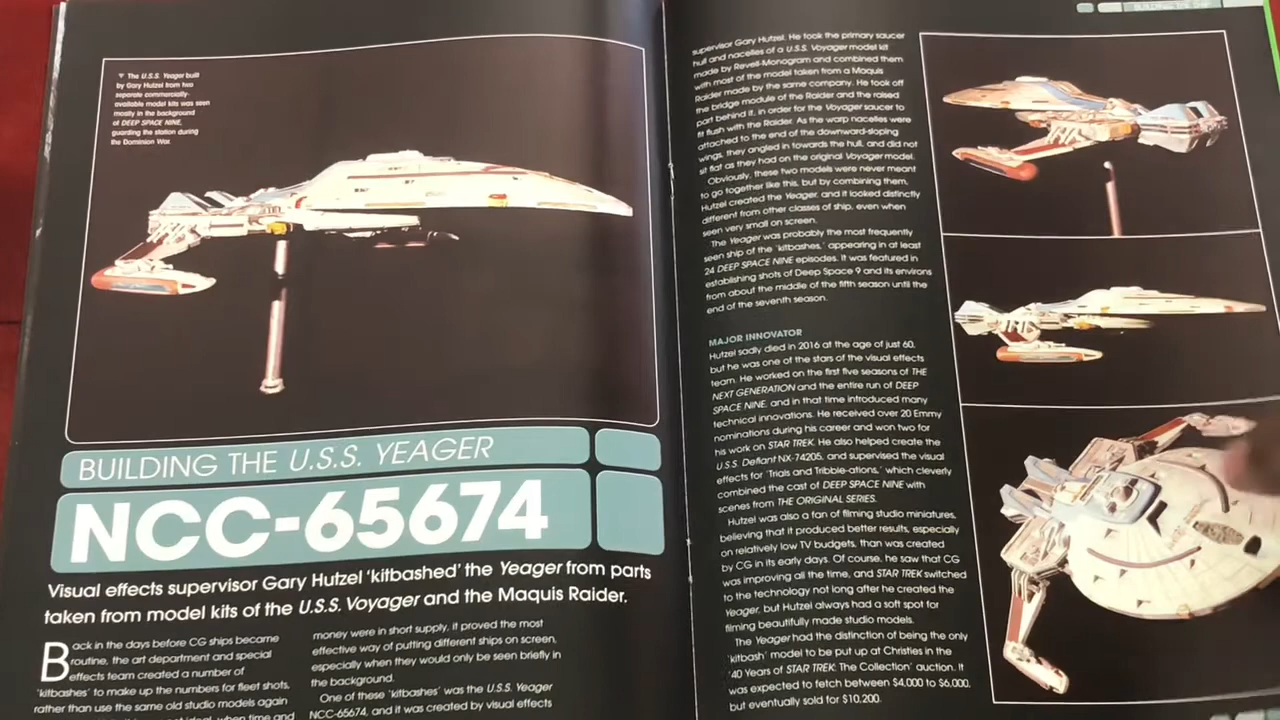 ▼ The U.S.S. Yeager built
by Gary Hutzel from two
separate commercially-
available model kits was seen
mostly in the background
of DEEP SPACE NINE,
guarding the station during
the Dominion War.
BUILDING THE U.S.S. YEAGER
NCC-65674
Visual effects supervisor Gary Hutzel 'kitbashed' the Yeager from parts
taken from model kits of the U.S.S. Voyager and the Maquis Raider.
Back in the days before CG ships became
routine, the art department and special
effects team created a number of
'kitbashes' to make up the numbers for fleet shots,
rather than use the same old studio models again
when time and
money were in short supply, it proved the most
effective way of putting different ships on screen,
especially when they would only be seen briefly in
the background.
One of these 'kitbashes' was the U.S.S. Yeager
NCC-65674, and it was created by visual effects
supervisor Gary Hutzel. He took the primary saucer
hull and nacelles of a U.S.S. Voyager model kit
made by Revell-Monogram and combined them
with most of the model taken from a Maquis
Raider made by the same company. He took off
the bridge module of the Raider and the raised
part behind it, in order for the Voyager saucer to
fit flush with the Raider. As the warp nacelles were
attached to the end of the downward-sloping
wings, they angled in towards the hull, and did not
sit flat as they had on the original Voyager model.
Obviously, these two models were never meant
to go together like this, but by combining them,
Hutzel created the Yeager, and it looked distinctly
different from other classes of ship, even when
seen very small on screen.
The Yeager was probably the most frequently
seen ship of the 'kitbashes,' appearing in at least
24 DEEP SPACE NINE episodes. It was featured in
establishing shots of Deep Space 9 and its environs
from about the middle of the fifth season until the
end of the seventh season.
MAJOR INNOVATOR
Hutzel sadly died in 2016 at the age of just 60,
but he was one of the stars of the visual effects
team. He worked on the first five seasons of THE
NEXT GENERATION and the entire run of DEEP
SPACE NINE, and in that time introduced many
technical innovations. He received over 20 Emmy
nominations during his career and won two for
his work on STAR TREK. He also helped create the
U.S.S. Defiant NX-74205, and supervised the visual
effects for 'Trials and Tribble-ations,' which cleverly
combined the cast of DEEP SPACE NINE with
scenes from THE ORIGINAL SERIES.
Hutzel was also a fan of filming studio miniatures,
believing that it produced better results, especially
on relatively low TV budgets, than was created
by CG in its early days. Of course, he saw that CG
was improving all the time, and STAR TREK switched
to the technology not long after he created the
Yeager, but Hutzel always had a soft spot for
filming beautifully made studio models.
The Yeager had the distinction of being the only
'kitbash' model to be put up at Christies in the
'40 Years of STAR TREK: The Collection' auction. It
was expected to fetch between $4,000 to $6,000,
but eventually sold for $10,200.